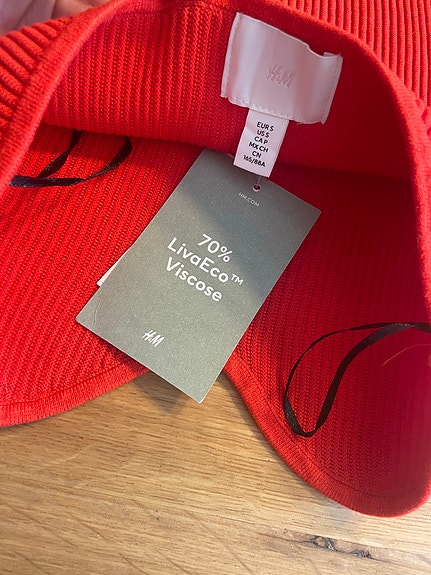 H&M
EUR S
US S
CA P
MX CH
CN
165/88A
HM.COM
70%
LivaEco™
Viscose
H&M